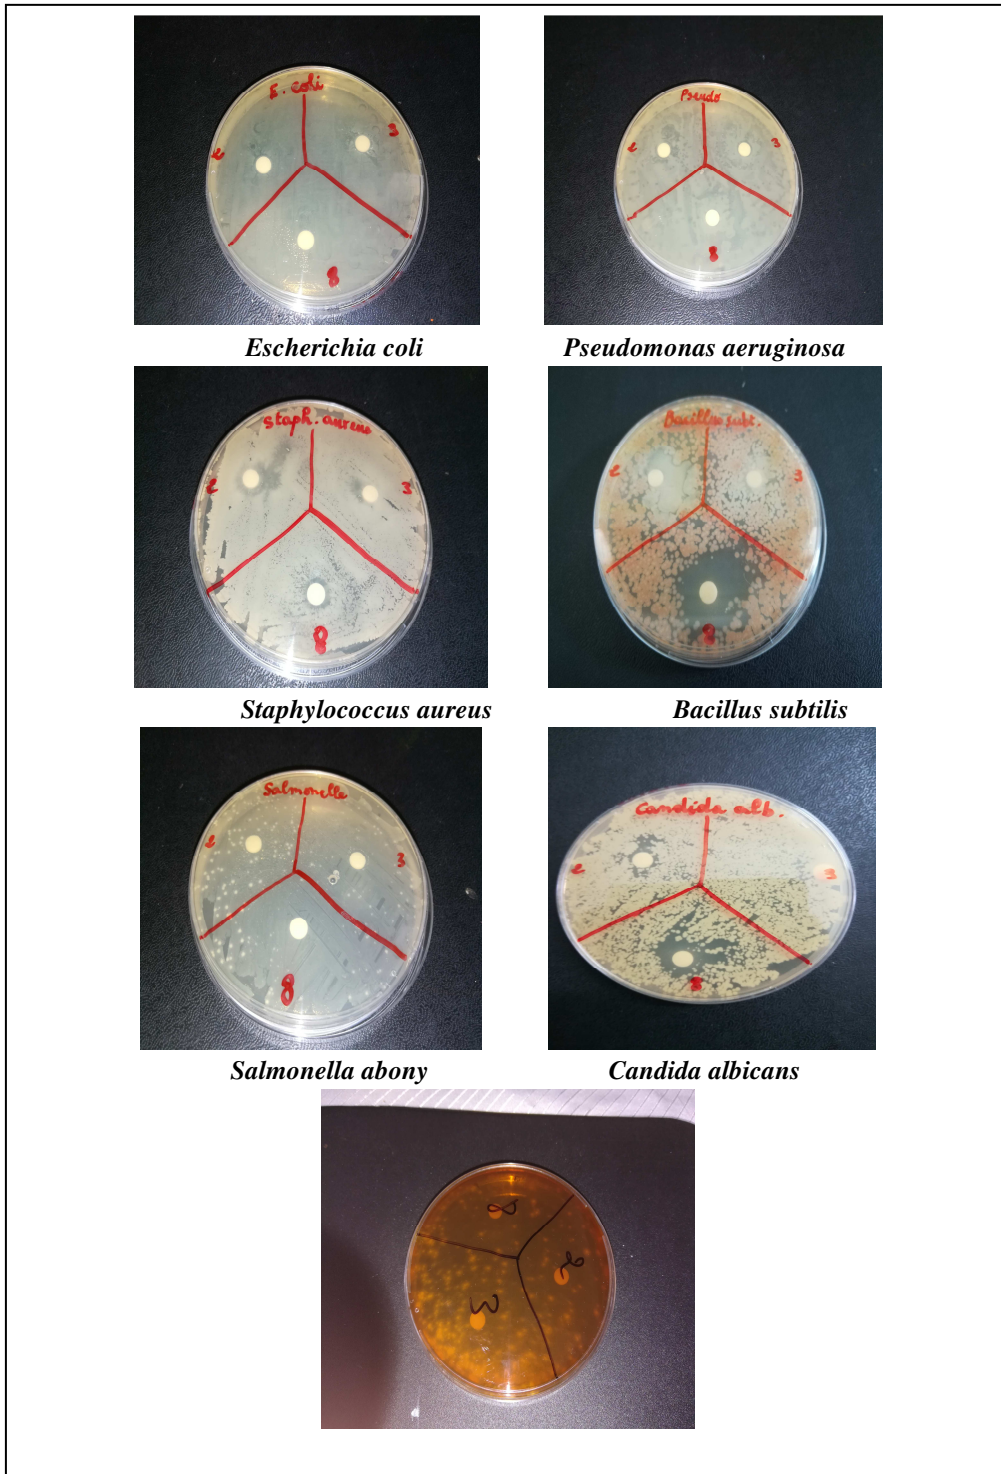 E. coli
2 3
8
Pseudo
2 3
8
Escherichia coli Pseudomonas aeruginosa
Staph. aureus
2 3
8
Bacillus subt.
2 3
8
Staphylococcus aureus Bacillus subtilis
Salmonelle
2 3
8
Candida alb.
2 3
8
Salmonella abony Candida albicans
8
2
3